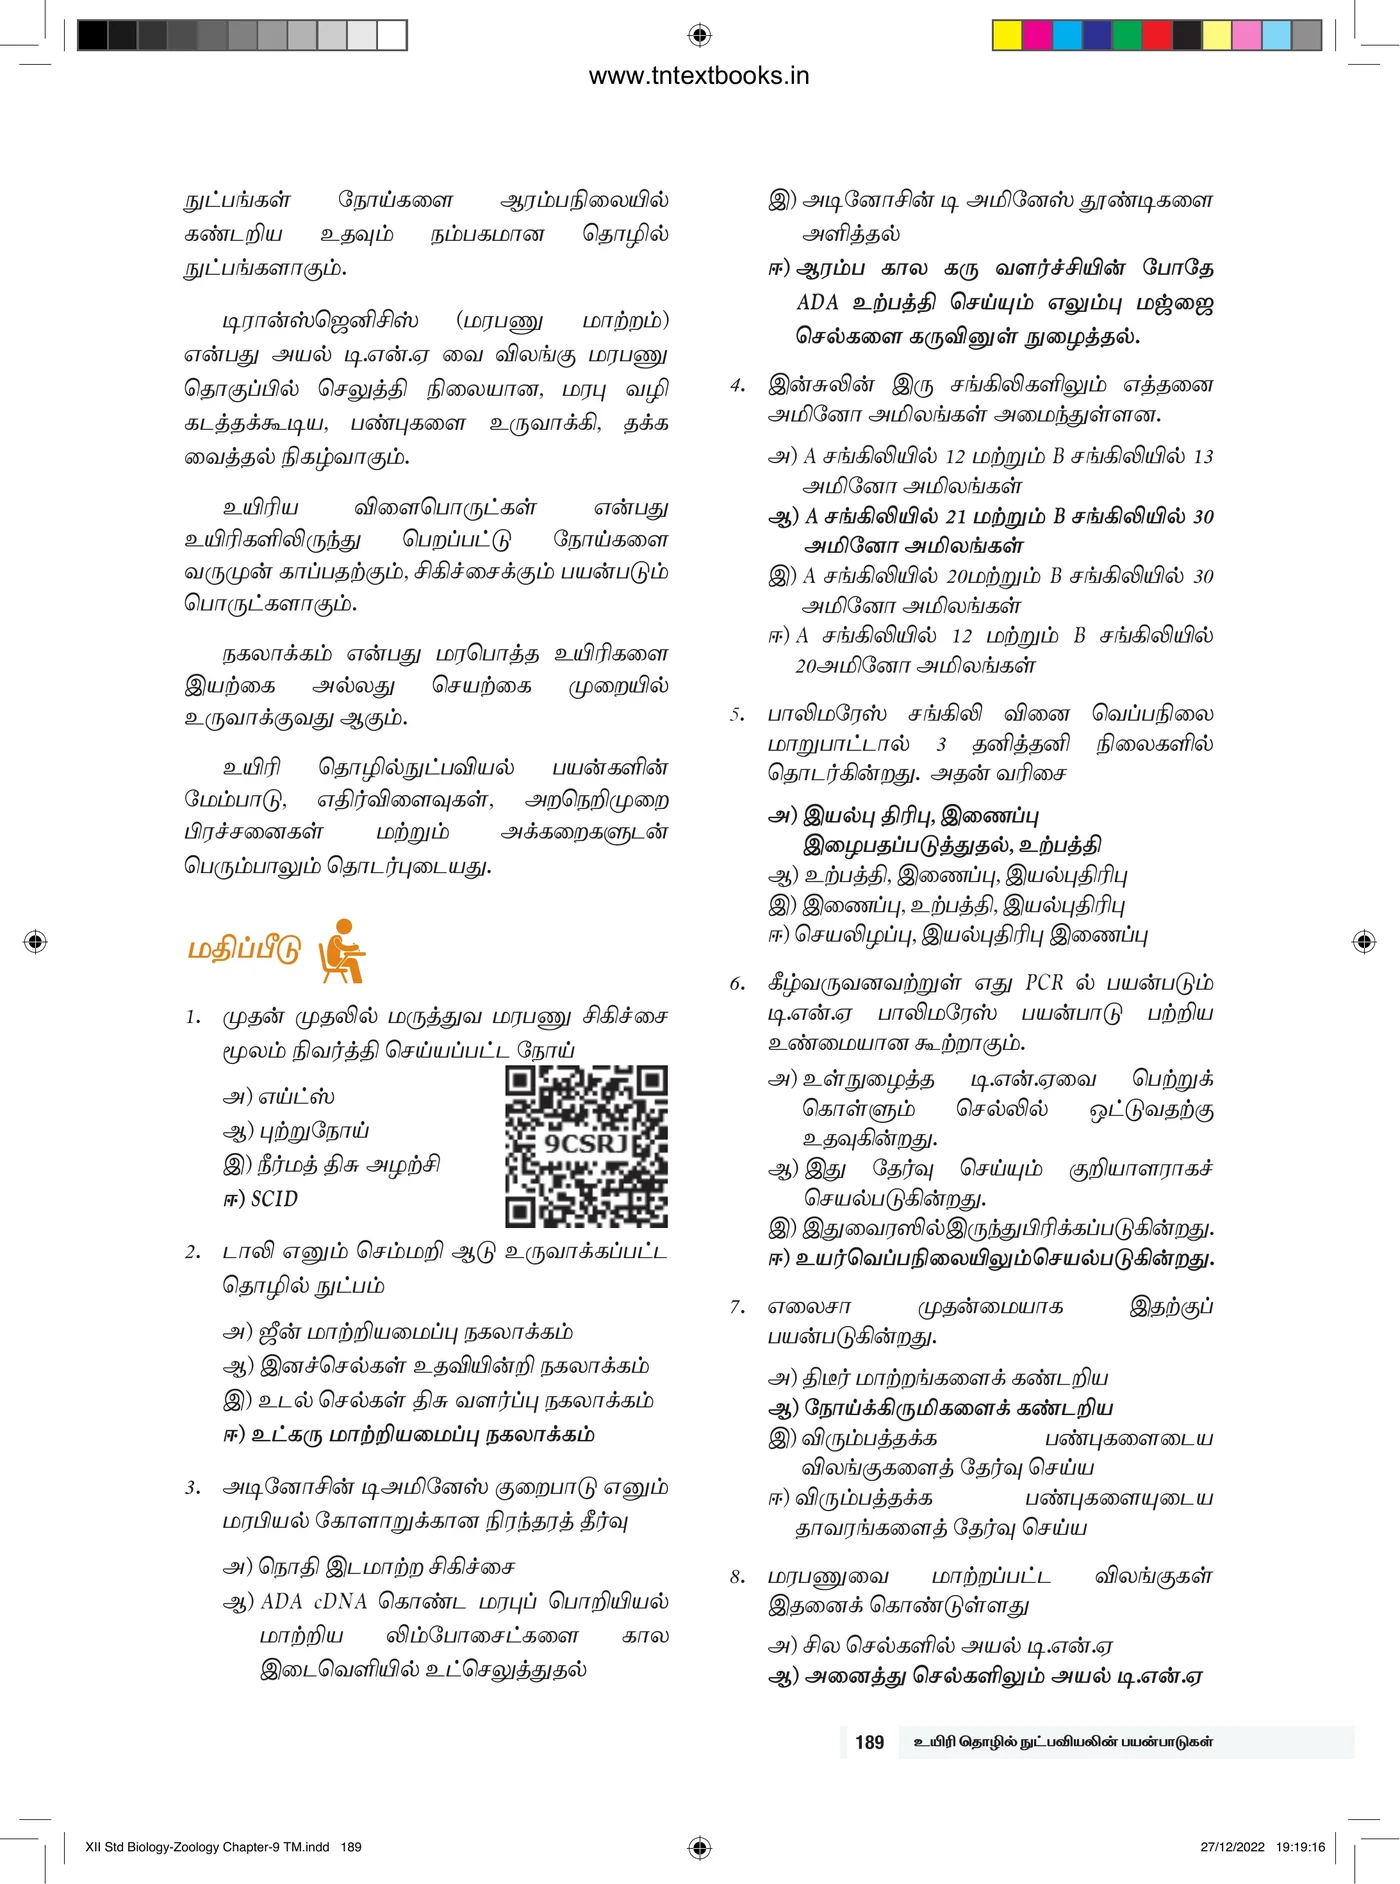 www.tntextbooks.in
நுட்பங்கள் நோய்களை ஆரம்பநிலையில்
கண்டறிய உதவும் நம்பகமான தொழில்
நுட்பங்களாகும்.
டிரான்ஸ்ஜெனிசிஸ் (மரபணு மாற்றம்)
என்பது அயல் டி.என்.ஏ வை விலங்கு மரபணு
தொகுப்பில் செலுத்தி நிலையான, மரபு வழி
கடத்தக்கூடிய, பண்புகளை உருவாக்கி, தக்க
வைத்தல் நிகழ்வாகும்.
உயிரிய விளைபொருட்கள் என்பது
உயிரிகளிலிருந்து பெறப்பட்டு நோய்களை
வருமுன் காப்பதற்கும், சிகிச்சைக்கும் பயன்படும்
பொருட்களாகும்.
நகலாக்கம் என்பது மரபொத்த உயிரிகளை
இயற்கை அல்லது செயற்கை முறையில்
உருவாக்குவது ஆகும்.
உயிரி தொழில்நுட்பவியல் பயன்களின்
மேம்பாடு, எதிர்விளைவுகள், அறநெறிமுறை
பிரச்சனைகள் மற்றும் அக்கறைகளுடன்
பெரும்பாலும் தொடர்புடையது.
மதிப்பீடு
1. முதன் முதலில் மருத்துவ மரபணு சிகிச்சை
மூலம் நிவர்த்தி செய்யப்பட்ட நோய்
அ) எய்ட்ஸ்
ஆ) புற்றுநோய்
இ) நீர்மத் திசு அழற்சி
ஈ) SCID
9CSRJ
2. டாலி எனும் செம்மறி ஆடு உருவாக்கப்பட்ட
தொழில் நுட்பம்
அ) ஜீன் மாற்றியமைப்பு நகலாக்கம்
ஆ) இனச்செல்கள் உதவியின்றி நகலாக்கம்
இ) உடல் செல்கள் திசு வளர்ப்பு நகலாக்கம்
ஈ) உட்கரு மாற்றியமைப்பு நகலாக்கம்
3. அடினோசின் டிஅமினேஸ் குறைபாடு எனும்
மரபியல் கோளாறுக்கான நிரந்தரத் தீர்வு
அ) நொதி இடமாற்ற சிகிச்சை
ஆ) ADA cDNA கொண்ட மரபுப் பொறியியல்
மாற்றிய லிம்போசைட்களை கால
இடைவெளியில் உட்செலுத்துதல்
இ) அடினோசின் டி அமினேஸ் தூண்டிகளை
அளித்தல்
ஈ) ஆரம்ப கால கரு வளர்ச்சியின் போதே
ADA உற்பத்தி செய்யும் எலும்பு மஜ்ஜை
செல்களை கருவினுள் நுழைத்தல்.
4. இன்சுலின் இரு சங்கிலிகளிலும் எத்தனை
அமினோ அமிலங்கள் அமைந்துள்ளன.
அ) A சங்கிலியில் 12 மற்றும் B சங்கிலியில் 13
அமினோ அமிலங்கள்
ஆ) A சங்கிலியில் 21 மற்றும் B சங்கிலியில் 30
அமினோ அமிலங்கள்
இ) A சங்கிலியில் 20மற்றும் B சங்கிலியில் 30
அமினோ அமிலங்கள்
ஈ) A சங்கிலியில் 12 மற்றும் B சங்கிலியில்
20அமினோ அமிலங்கள்
5. பாலிமரேஸ் சங்கிலி வினை வெப்பநிலை
மாறுபாட்டால் 3 தனித்தனி நிலைகளில்
தொடர்கின்றது. அதன் வரிசை
அ) இயல்பு திரிபு, இணைப்பு
இழைபதப்படுத்துதல், உற்பத்தி
ஆ) உற்பத்தி, இணைப்பு, இயல்புதிரிபு
இ) இணைப்பு, உற்பத்தி, இயல்புதிரிபு
ஈ) செயலிழப்பு, இயல்புதிரிபு இணைப்பு
6. கீழ்வருவனவற்றுள் எது PCR ல் பயன்படும்
டி.என்.ஏ பாலிமரேஸ் பயன்பாடு பற்றிய
உண்மையான கூற்றாகும்.
அ) உள்நுழைத்த டி.என்.ஏவை பெற்றுக்
கொள்ளும் செல்லில் ஒட்டுவதற்கு
உதவுகின்றது.
ஆ) இது தேர்வு செய்யும் குறியாளராகச்
செயல்படுகின்றது.
இ) இதுவைரஸில்இருந்துபிரிக்கப்படுகின்றது.
ஈ) உயர்வெப்பநிலையிலும்செயல்படுகின்றது.
7. எலைசா முதன்மையாக இதற்குப்
பயன்படுகின்றது.
அ) திடீர் மாற்றங்களைக் கண்டறிய
ஆ) நோய்க்கிருமிகளைக் கண்டறிய
இ) விரும்பத்தக்க பண்புகளைடைய
விலங்குகளைத் தேர்வு செய்ய
ஈ) விரும்பத்தக்க பண்புகளையுடைய
தாவரங்களைத் தேர்வு செய்ய
8. மரபணுவை மாற்றப்பட்ட விலங்குகள்
இதனைக் கொண்டுள்ளது
அ) சில செல்களில் அயல் டி.என்.ஏ
ஆ) அனைத்து செல்களிலும் அயல் டி.என்.ஏ
189 உயிரி தொழில் நுட்பவியலின் பயன்பாடுகள்
XII Std Biology-Zoology Chapter-9 TM.indd 189
27/12/2022 19:19:16